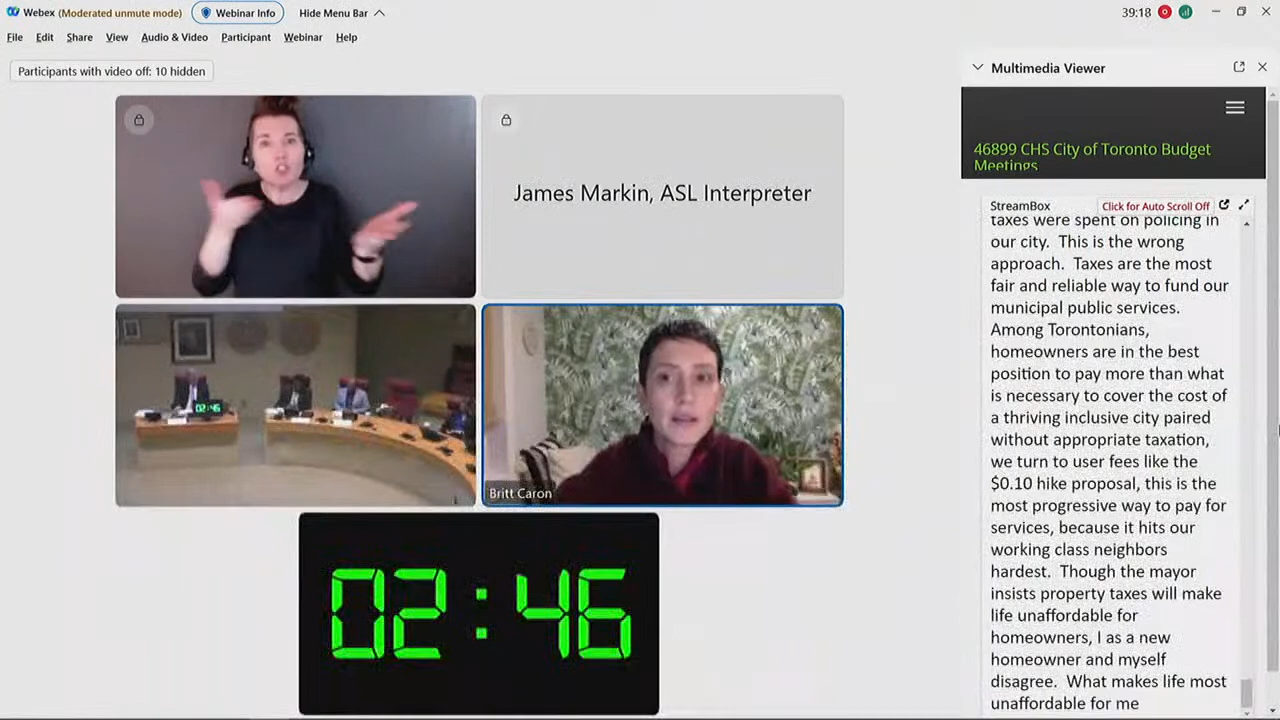 Webex (Moderated unmute mode) Webinar Info Hide Menu Bar 39:18
File Edit Share View Audio & Video Participant Webinar Help
Participants with video off: 10 hidden
James Markin, ASL Interpreter
02:46
Britt Caron
02:46
Multimedia Viewer
46899 CHS City of Toronto Budget
Meetings
StreamBox Click for Auto Scroll Off
taxes were spent on policing in
our city. This is the wrong
approach. Taxes are the most
fair and reliable way to fund our
municipal public services.
Among Torontonians,
homeowners are in the best
position to pay more than what
is necessary to cover the cost of
a thriving inclusive city paired
without appropriate taxation,
we turn to user fees like the
$0.10 hike proposal, this is the
most progressive way to pay for
services, because it hits our
working class neighbors
hardest. Though the mayor
insists property taxes will make
life unaffordable for
homeowners, I as a new
homeowner and myself
disagree. What makes life most
unaffordable for me